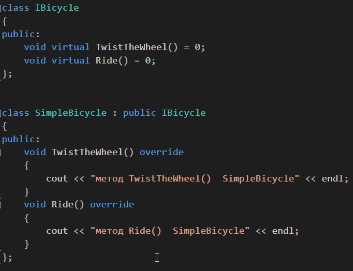 class IBicycle
{
public:
    void virtual TwistTheWheel() = 0;
    void virtual Ride() = 0;
};
class SimpleBicycle : public IBicycle
{
public:
    void TwistTheWheel() override
    {
        cout << "метод TwistTheWheel()  SimpleBicycle" << endl;
    }
    void Ride() override
    {
        cout << "метод Ride()  SimpleBicycle" << endl;
    }
};